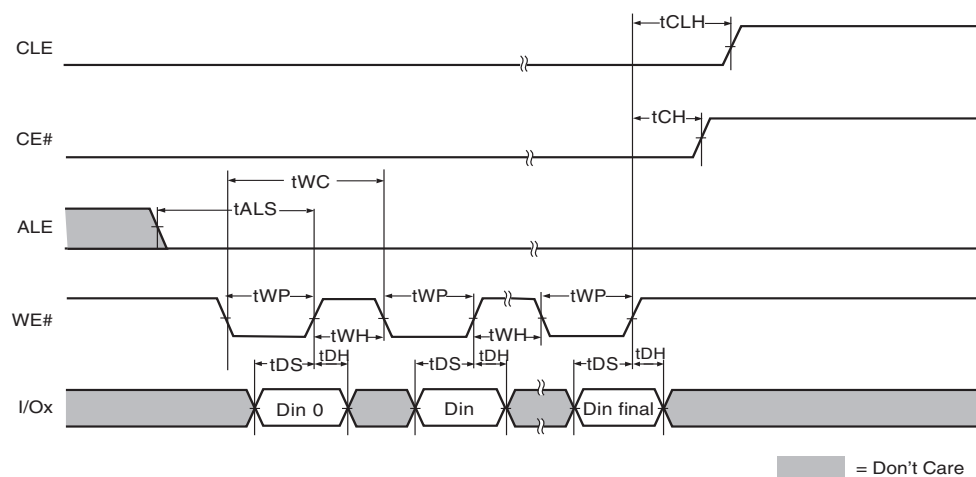 tCLH
CLE
tCH
CE#
tWC
tALS
ALE
tWP tWP tWP
WE#
tWH tWH
tDS tDH tDS tDH tDS tDH
I/Ox Din 0 Din Din final
= Don't Care